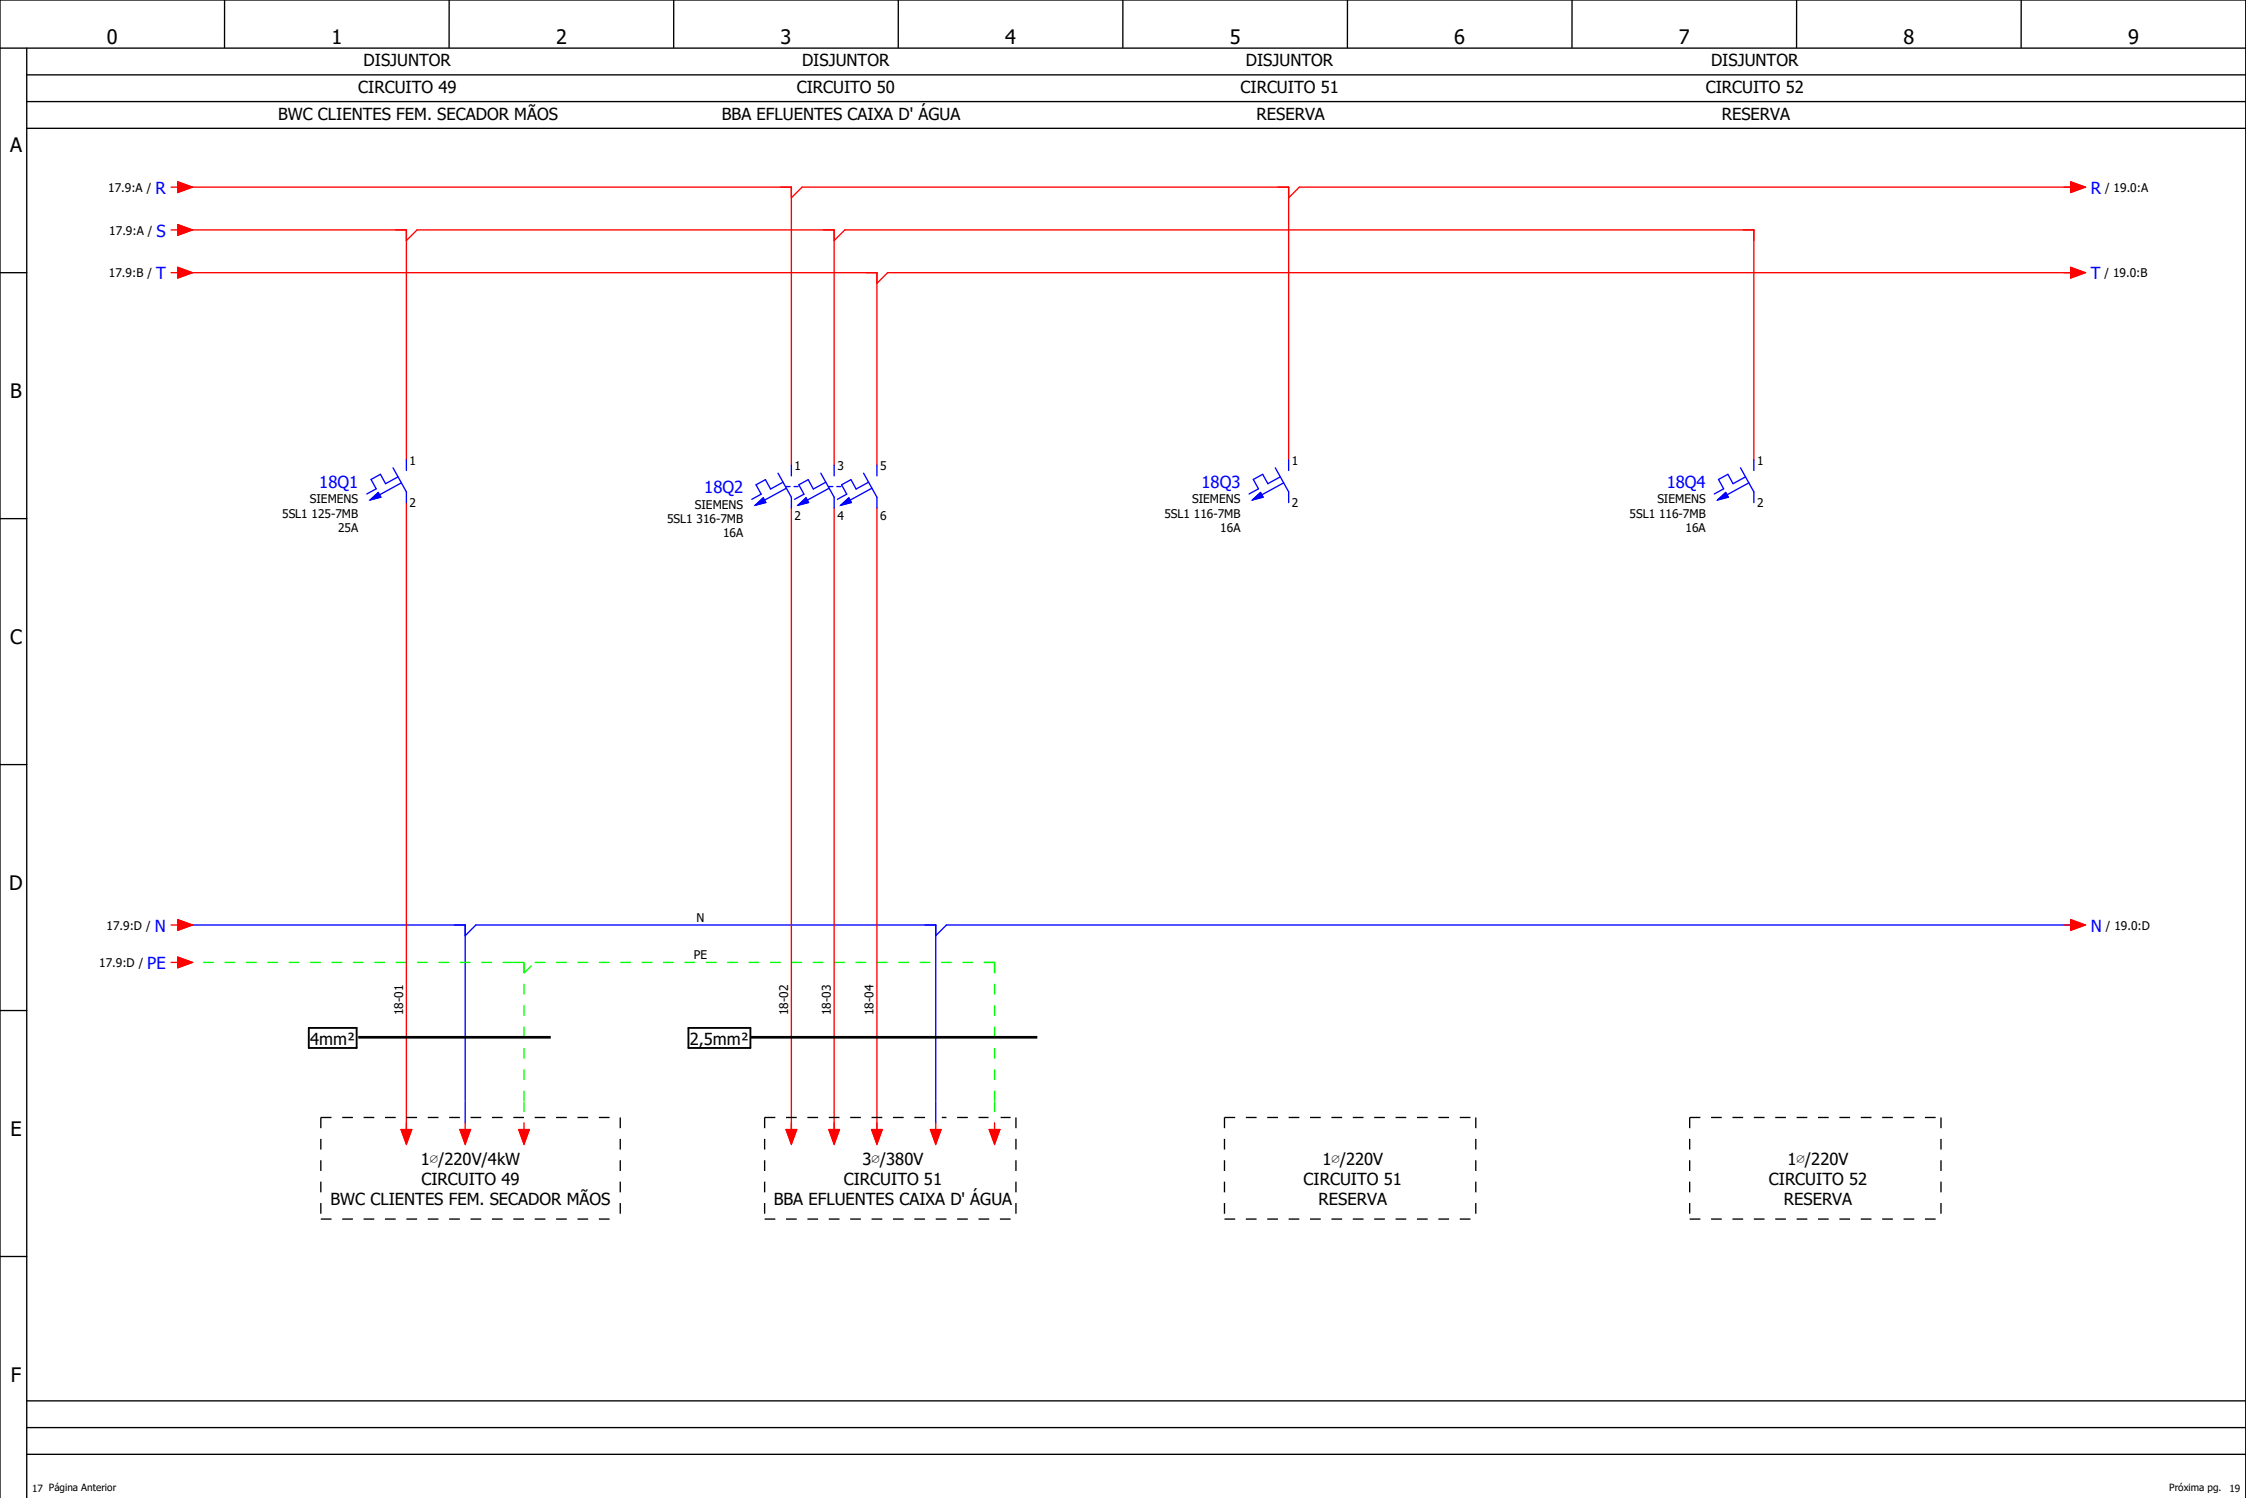 0 1 2 3 4 5 6 7 8 9
DISJUNTOR DISJUNTOR DISJUNTOR DISJUNTOR
CIRCUITO 49 CIRCUITO 50 CIRCUITO 51 CIRCUITO 52
BWC CLIENTES FEM. SECADOR MÃOS BBA EFLUENTES CAIXA D' ÁGUA RESERVA RESERVA
A
17.9:A / R R / 19.0:A
17.9:A / S
17.9:B / T T / 19.0:B
B
18Q1
SIEMENS
5SL1 125-7MB
25A
1
2
18Q2
SIEMENS
5SL1 316-7MB
16A
1 3 5
2 4 6
18Q3
SIEMENS
5SL1 116-7MB
16A
1
2
18Q4
SIEMENS
5SL1 116-7MB
16A
1
2
C
D
17.9:D / N N N / 19.0:D
17.9:D / PE PE
18-01 18-02 18-03 18-04
4mm² 2,5mm²
E
1⌀/220V/4kW
CIRCUITO 49
BWC CLIENTES FEM. SECADOR MÃOS
3⌀/380V
CIRCUITO 51
BBA EFLUENTES CAIXA D' ÁGUA
1⌀/220V
CIRCUITO 51
RESERVA
1⌀/220V
CIRCUITO 52
RESERVA
F
17 Página Anterior Próxima pg. 19